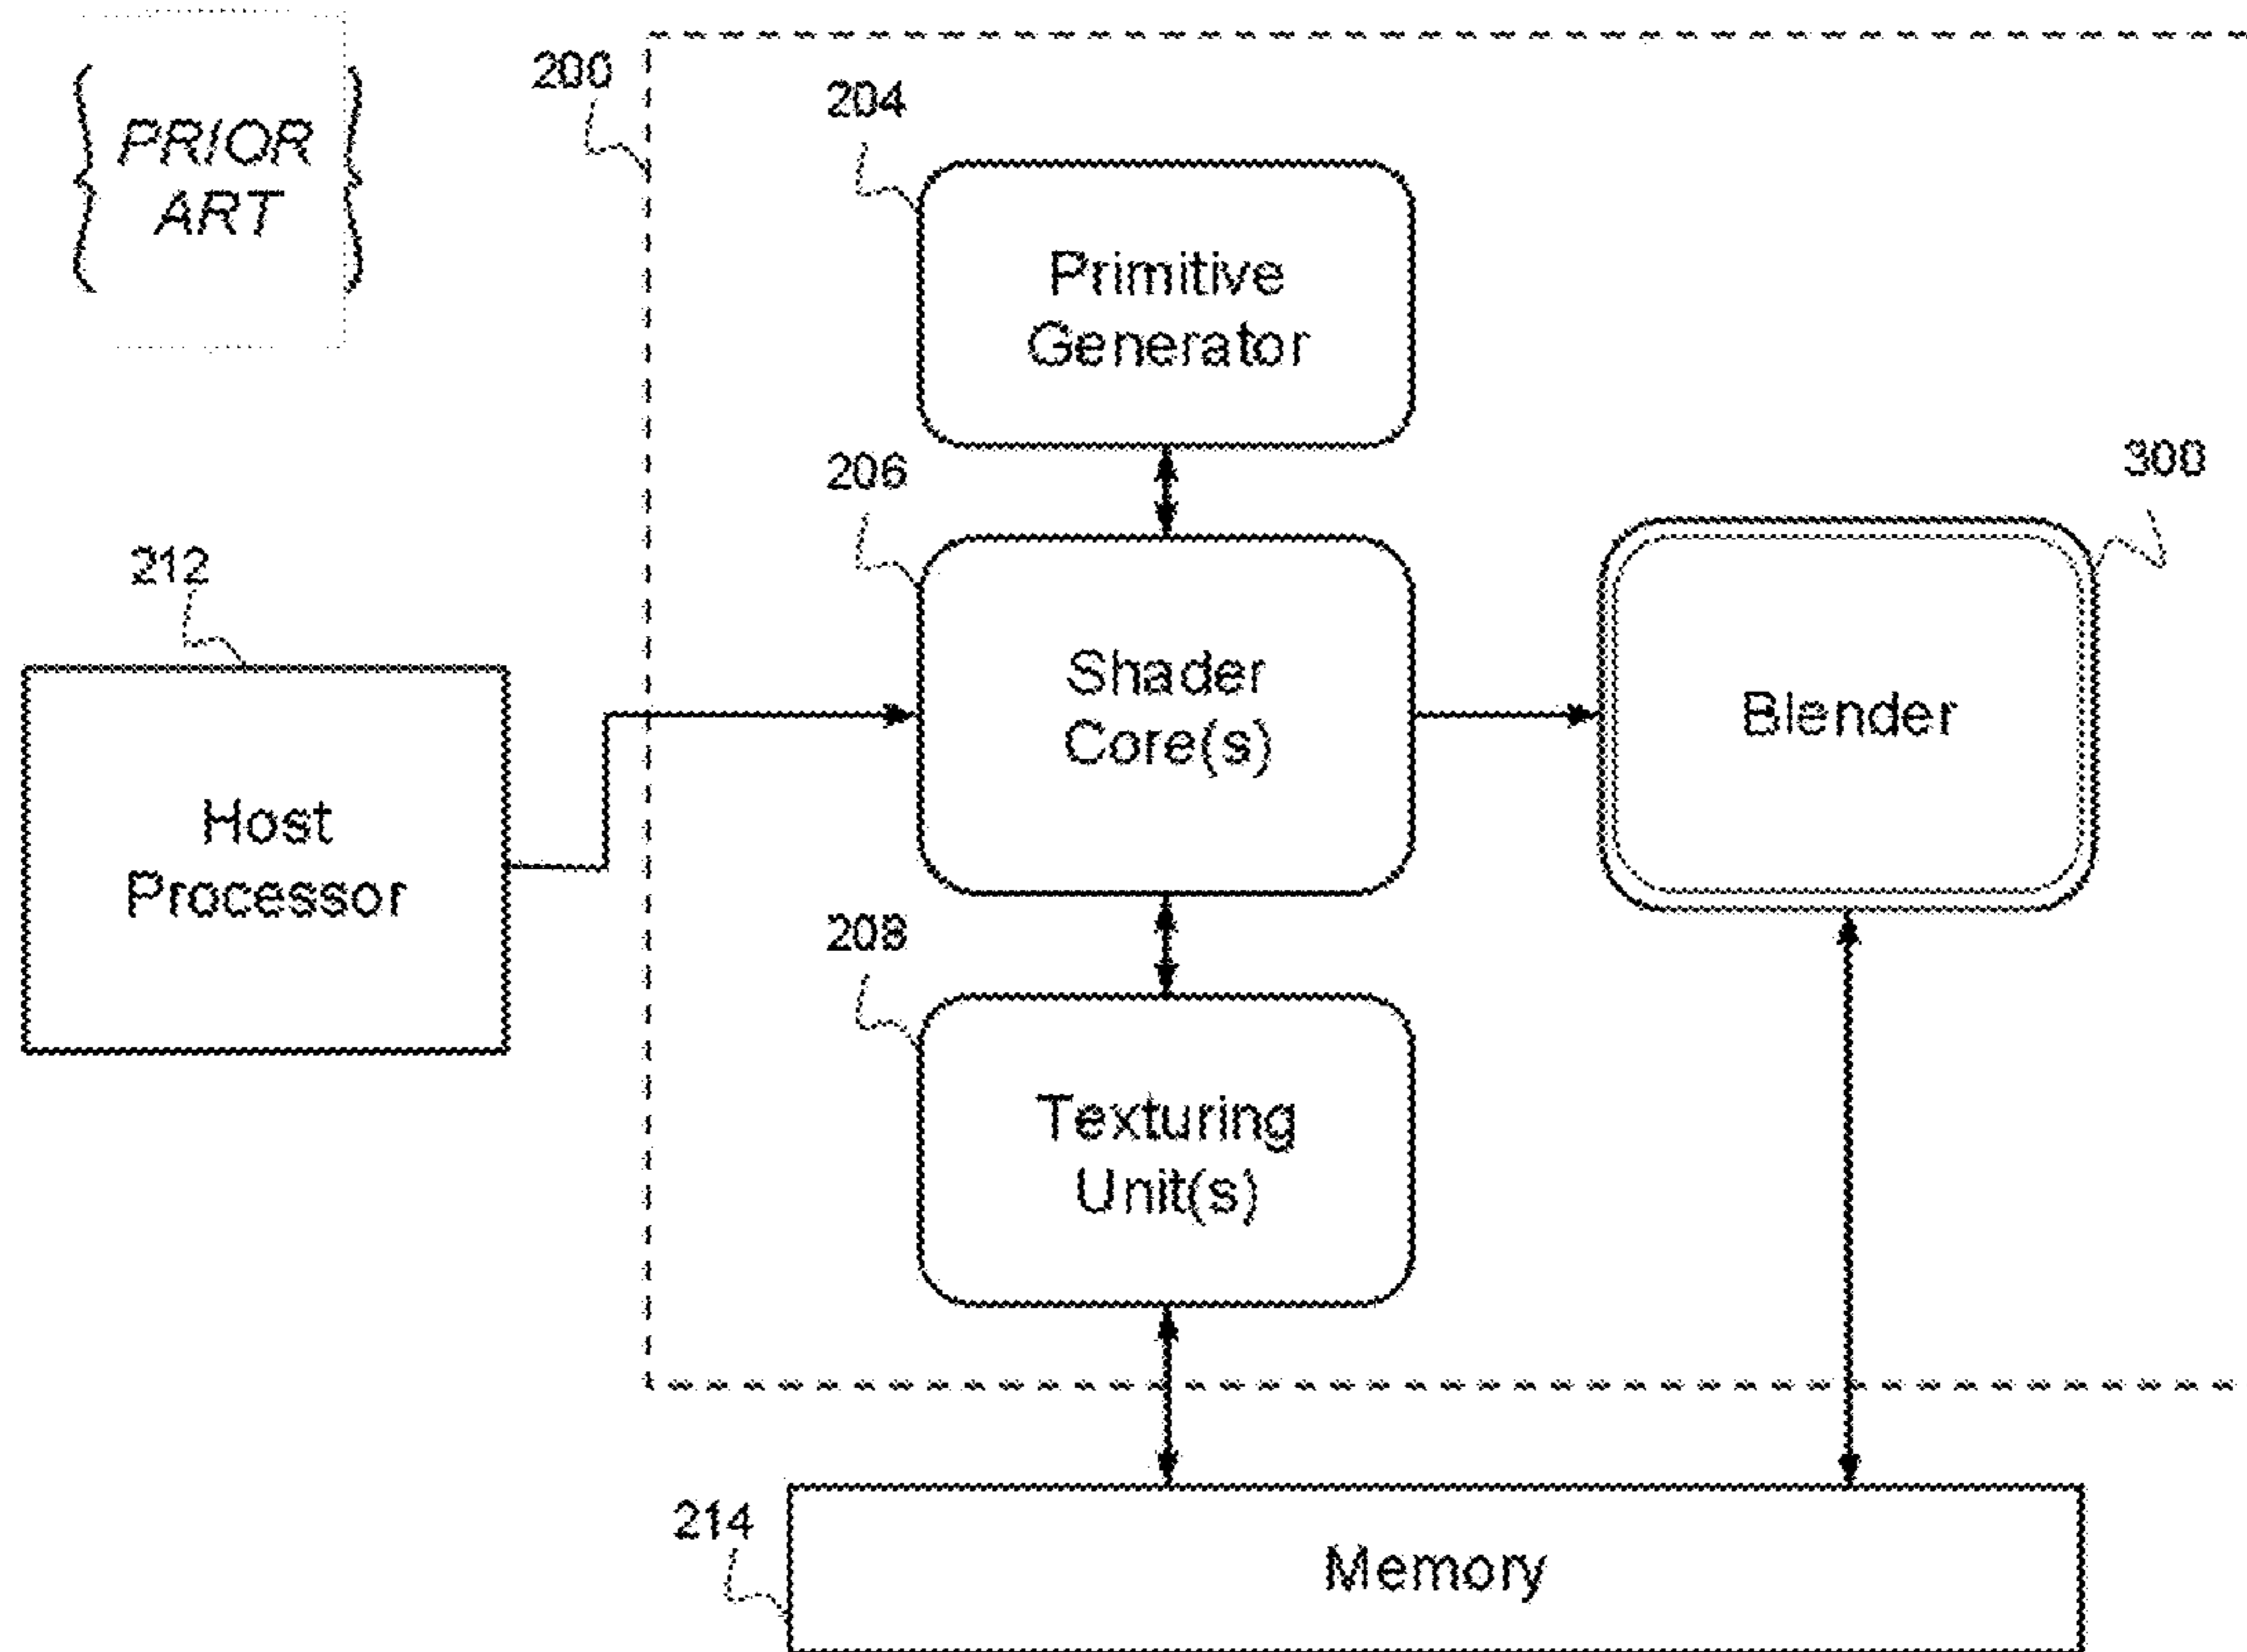 PRIOR
ART
200
204
Primitive
Generator
206
300
212
Shader
Core(s)
Blender
Host
Processor
208
Texturing
Unit(s)
214
Memory